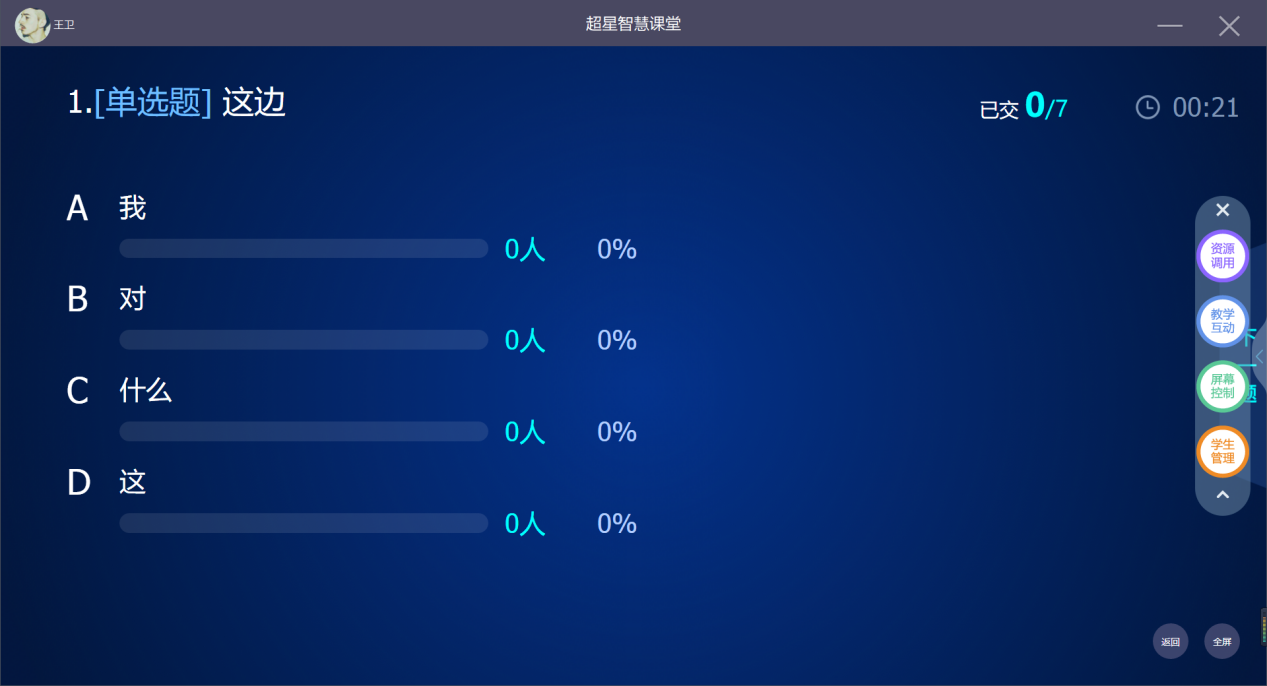 王卫
超星智慧课堂
1.[单选题] 这边
已交 0/7
00:21
A 我
0人 0%
B 对
0人 0%
C 什么
0人 0%
D 这
0人 0%
资源
调用
教学
互动
屏幕
控制
学生
管理
下
一
题
返回
全屏